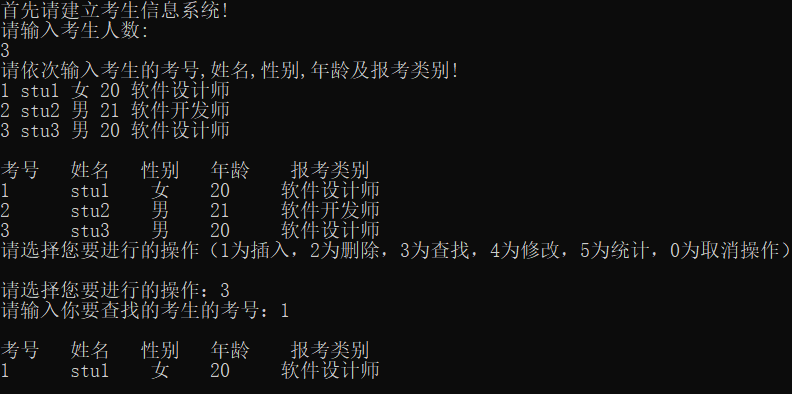 首先请建立考生信息系统!
请输入考生人数:
3
请依次输入考生的考号,姓名,性别,年龄及报考类别!
1 stu1 女 20 软件设计师
2 stu2 男 21 软件开发师
3 stu3 男 20 软件设计师
考号 姓名 性别 年龄 报考类别
1 stu1 女 20 软件设计师
2 stu2 男 21 软件开发师
3 stu3 男 20 软件设计师
请选择您要进行的操作（1为插入，2为删除，3为查找，4为修改，5为统计，0为取消操作）
请选择您要进行的操作：3
请输入你要查找的考生的考号：1
考号 姓名 性别 年龄 报考类别
1 stu1 女 20 软件设计师